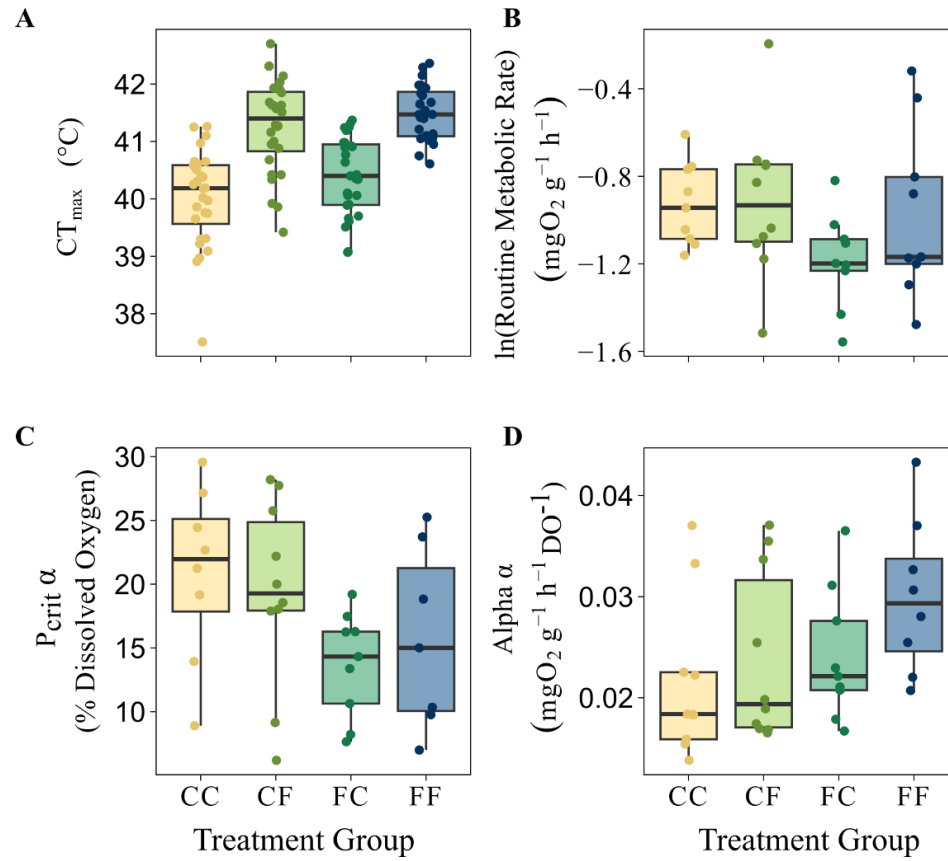 A
CTmax (°C)
42
41
40
39
38
B
ln(Routine Metabolic Rate)
(mgO₂ g⁻¹ h⁻¹)
−0.4
−0.8
−1.2
−1.6
C
Pcrit α
(% Dissolved Oxygen)
30
25
20
15
10
CC CF FC FF
Treatment Group
D
Alpha α
(mgO₂ g⁻¹ h⁻¹ DO⁻¹)
0.04
0.03
0.02
CC CF FC FF
Treatment Group